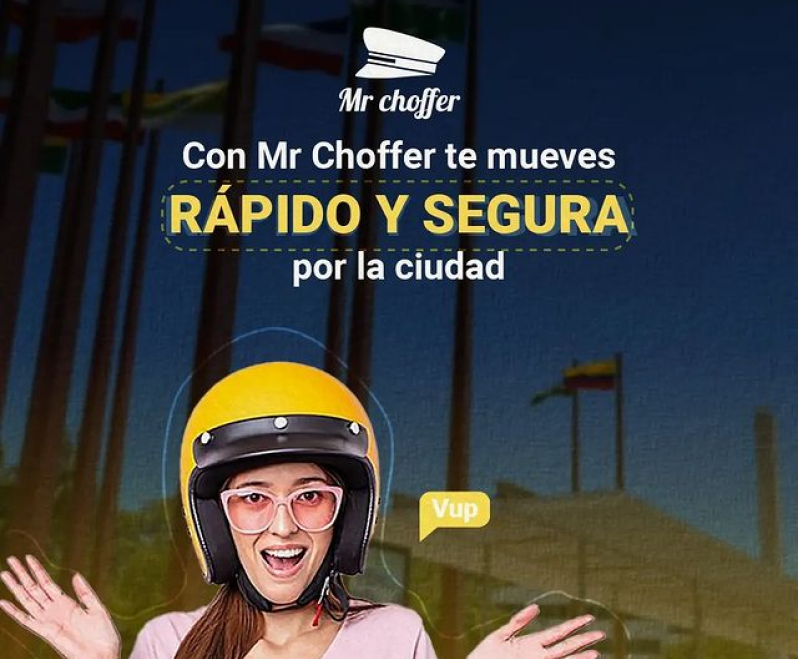 Mr choffer
Con Mr Choffer te mueves
RÁPIDO Y SEGURA
por la ciudad
Vup